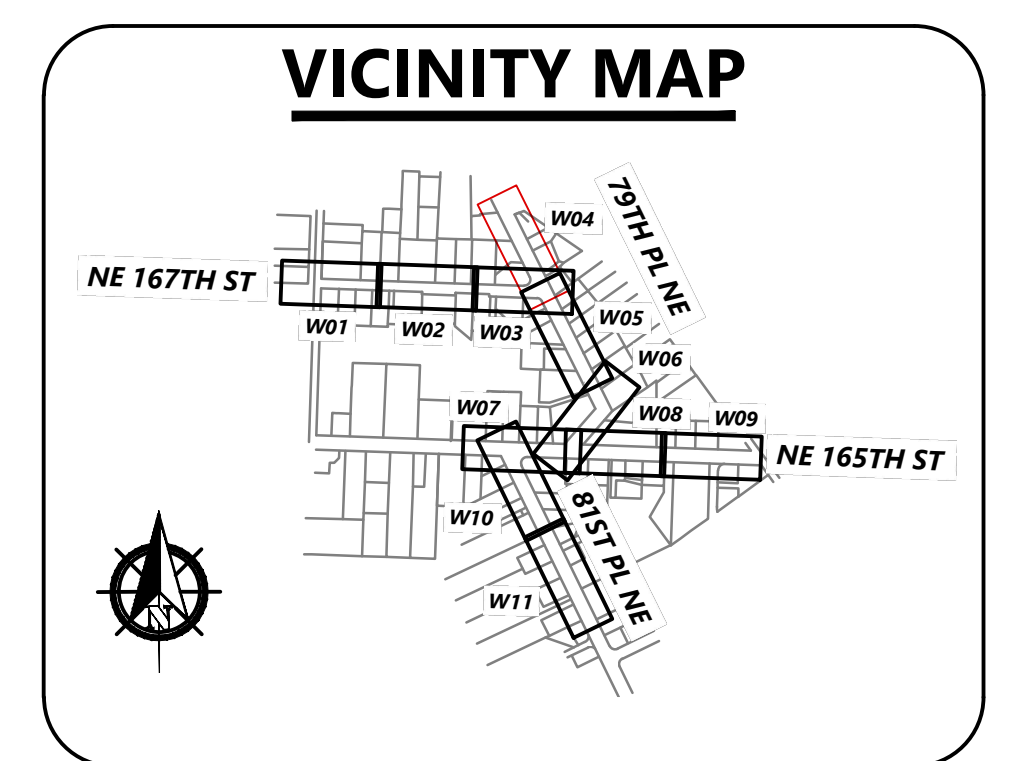 VICINITY MAP
79TH PL NE
W04
NE 167TH ST
W01
W02
W03
W05
W06
W07
W08
W09
NE 165TH ST
W10
81ST PL NE
W11
N